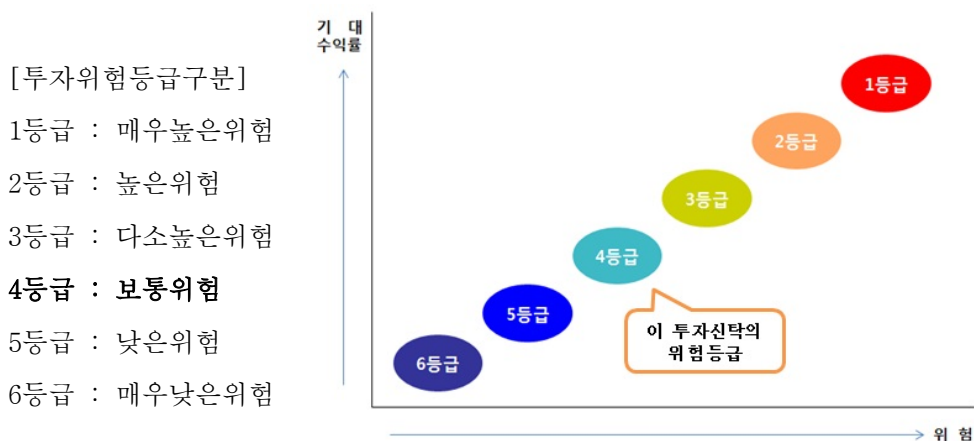 [투자위험등급구분]
1등급 : 매우높은위험
2등급 : 높은위험
3등급 : 다소높은위험
4등급 : 보통위험
5등급 : 낮은위험
6등급 : 매우낮은위험
기 대
수익률
1등급
2등급
3등급
4등급
5등급
6등급
이 투자신탁의
위험등급
위 험